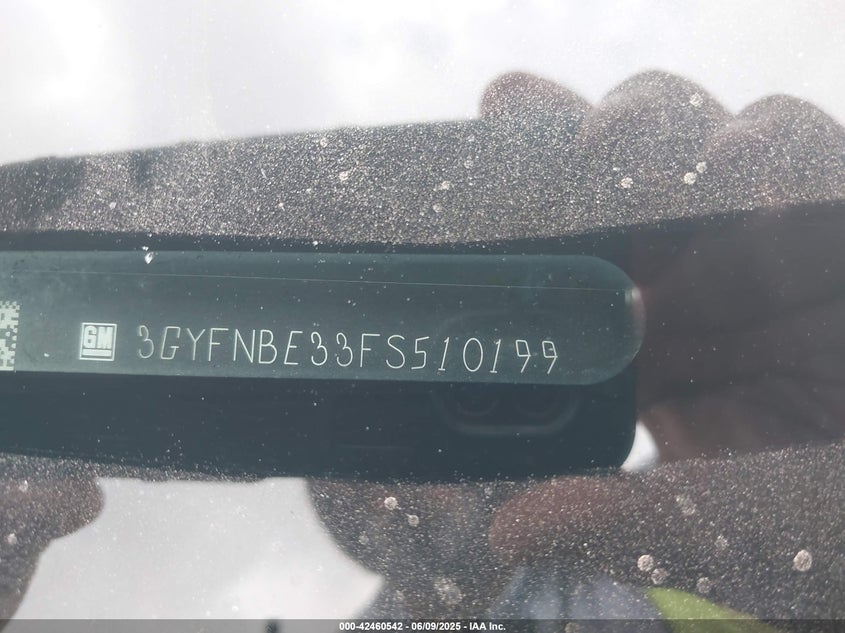 GM 3GYFNBE33FS510199
000-42460542 - 06/09/2025 - IAA Inc.